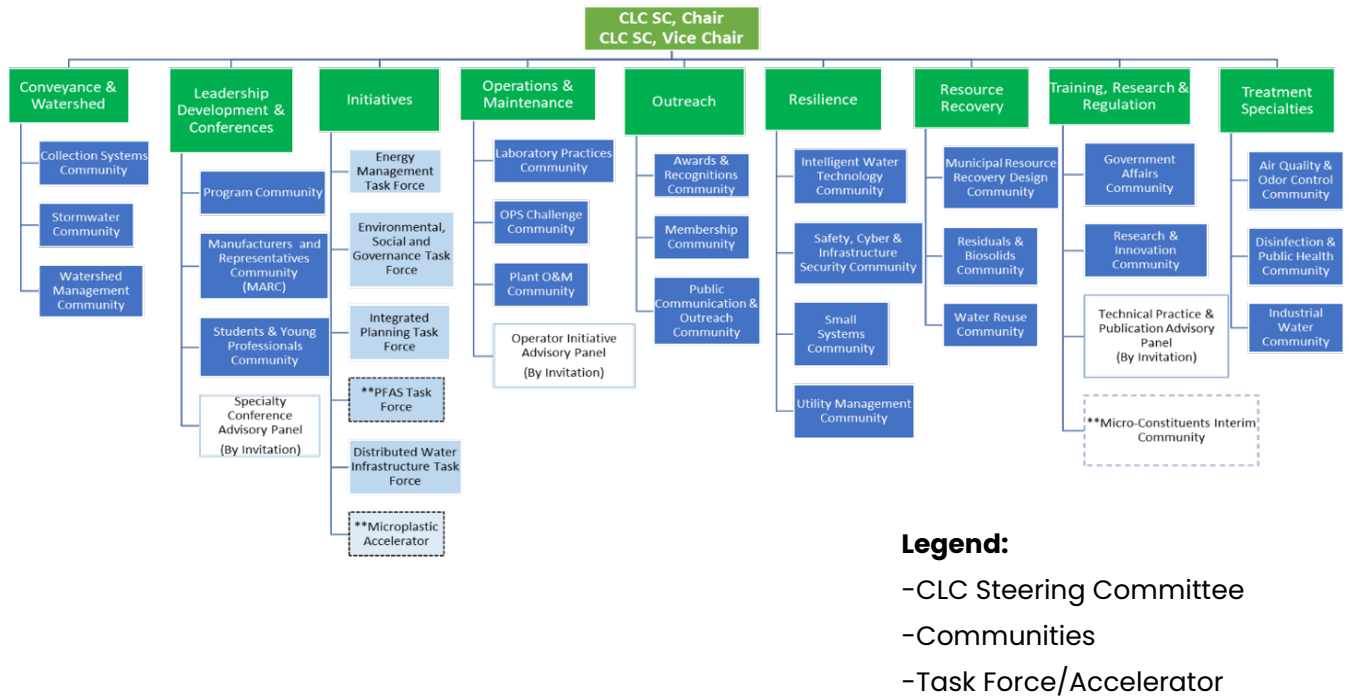 CLC SC, Chair
CLC SC, Vice Chair
Conveyance &
Watershed
Collection Systems
Community
Stormwater
Community
Watershed
Management
Community
Leadership
Development &
Conferences
Program Community
Manufacturers and
Representatives
Community
(MARC)
Students & Young
Professionals
Community
Specialty
Conference
Advisory Panel
(By Invitation)
Initiatives
Energy
Management
Task Force
Environmental,
Social and
Governance Task
Force
Integrated
Planning Task
Force
**PFAS Task
Force
Distributed Water
Infrastructure Task
Force
**Microplastic
Accelerator
Operations &
Maintenance
Laboratory Practices
Community
OPS Challenge
Community
Plant O&M
Community
Operator Initiative
Advisory Panel
(By Invitation)
Outreach
Awards &
Recognitions
Community
Membership
Community
Public
Communication &
Outreach
Community
Resilience
Intelligent Water
Technology
Community
Safety, Cyber &
Infrastructure
Security Community
Small
Systems
Community
Utility Management
Community
Resource
Recovery
Municipal Resource
Recovery Design
Community
Residuals &
Biosolids
Community
Water Reuse
Community
Training, Research &
Regulation
Government
Affairs
Community
Research &
Innovation
Community
Technical Practice &
Publication Advisory
Panel
(By Invitation)
**Micro-Constituents Interim
Community
Treatment
Specialties
Air Quality &
Odor Control
Community
Disinfection &
Public Health
Community
Industrial
Water
Community
Legend:
-CLC Steering Committee
-Communities
-Task Force/Accelerator